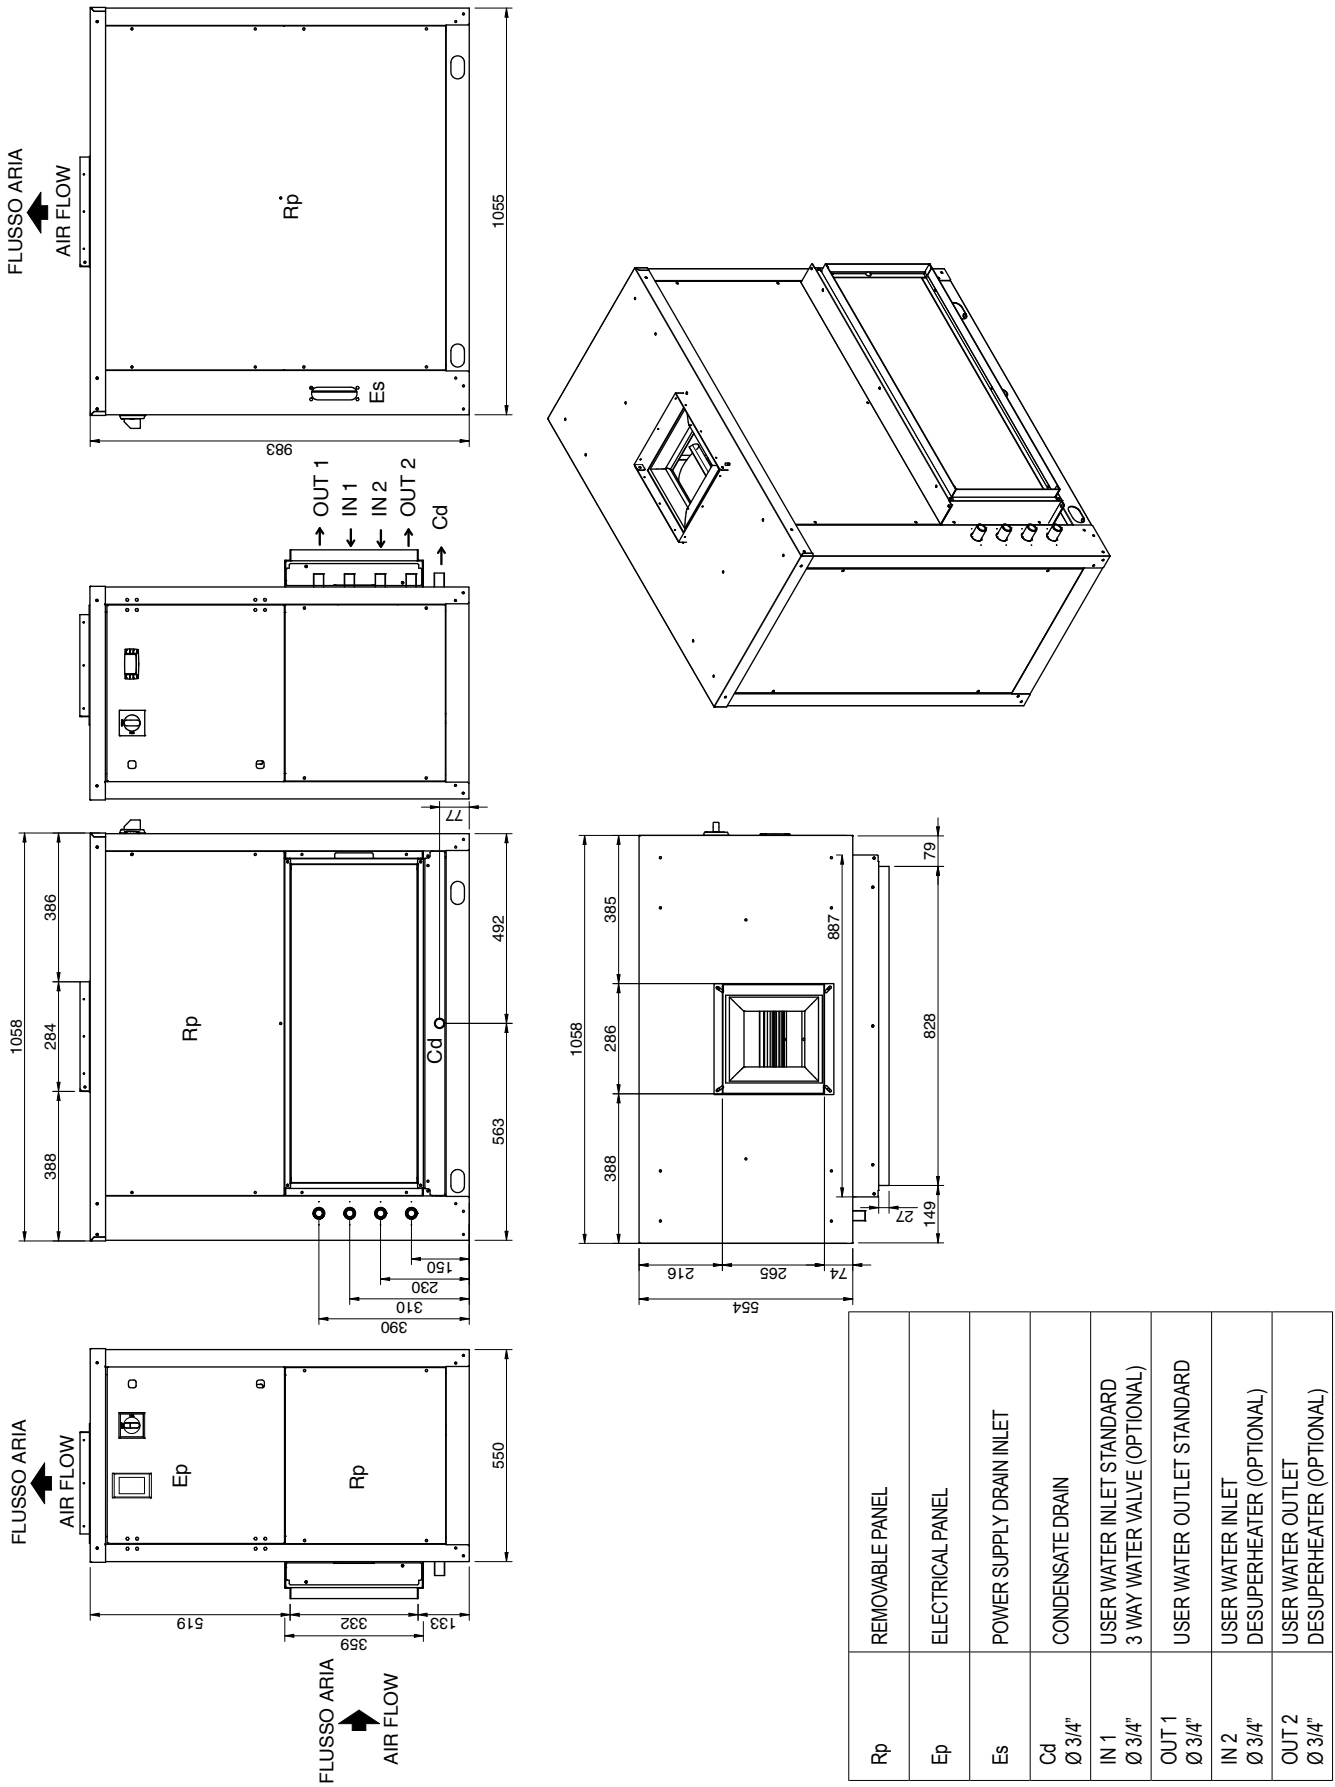 FLUSSO ARIA
AIR FLOW
Rp
Es
1055
983
OUT 1
IN 1
IN 2
OUT 2
Cd
77
1058
388
284
386
Rp
Cd
563
492
150
230
310
390
FLUSSO ARIA
AIR FLOW
Ep
Rp
550
519
332
133
359
FLUSSO ARIA
AIR FLOW
1058
388
286
385
887
828
79
149
27
216
265
74
554
Rp
REMOVABLE PANEL
Ep
ELECTRICAL PANEL
Es
POWER SUPPLY DRAIN INLET
Cd
Ø 3/4"
CONDENSATE DRAIN
IN 1
Ø 3/4"
USER WATER INLET STANDARD
3 WAY WATER VALVE (OPTIONAL)
OUT 1
Ø 3/4"
USER WATER OUTLET STANDARD
IN 2
Ø 3/4"
USER WATER INLET
DESUPERHEATER (OPTIONAL)
OUT 2
Ø 3/4"
USER WATER OUTLET
DESUPERHEATER (OPTIONAL)